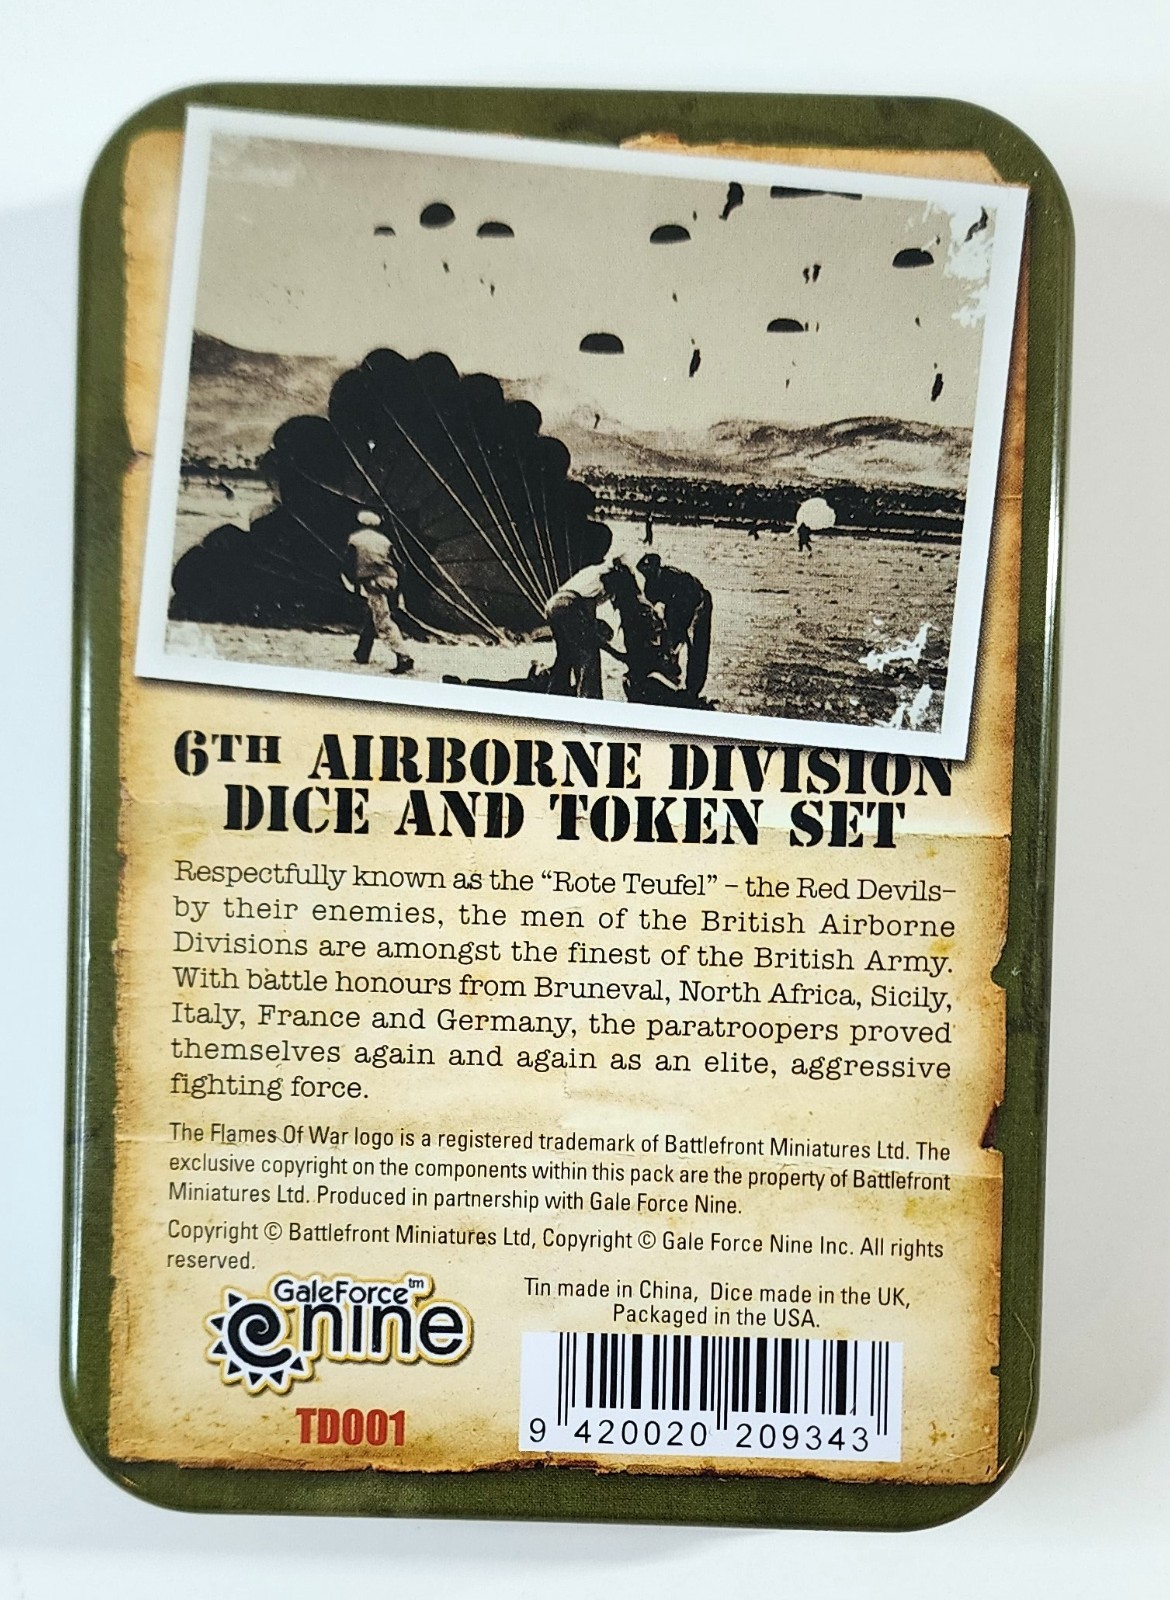 6TH AIRBORNE DIVISION
DICE AND TOKEN SET
Respectfully known as the “Rote Teufel” – the Red Devils–
by their enemies, the men of the British Airborne
Divisions are amongst the finest of the British Army.
With battle honours from Bruneval, North Africa, Sicily,
Italy, France and Germany, the paratroopers proved
themselves again and again as an elite, aggressive
fighting force.
The Flames Of War logo is a registered trademark of Battlefront Miniatures Ltd. The
exclusive copyright on the components within this pack are the property of Battlefront
Miniatures Ltd. Produced in partnership with Gale Force Nine.
Copyright © Battlefront Miniatures Ltd, Copyright © Gale Force Nine Inc. All rights
reserved.
GaleForce™
nine
TD001
Tin made in China, Dice made in the UK,
Packaged in the USA.
9 420020 209343